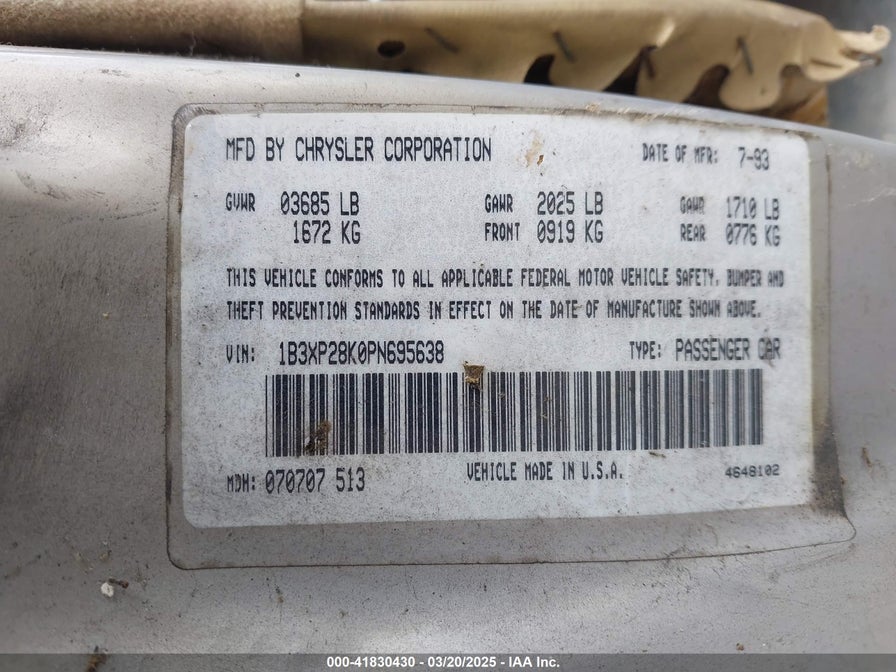 MFD BY CHRYSLER CORPORATION DATE OF MFR: 7-93
GVWR 03685 LB GAWR 2025 LB GAWR 1710 LB
1672 KG FRONT 0919 KG REAR 0776 KG
THIS VEHICLE CONFORMS TO ALL APPLICABLE FEDERAL MOTOR VEHICLE SAFETY, BUMPER AND
THEFT PREVENTION STANDARDS IN EFFECT ON THE DATE OF MANUFACTURE SHOWN ABOVE.
VIN: 1B3XP28K0PN695638 TYPE: PASSENGER CAR
MDH: 070707 513 VEHICLE MADE IN U.S.A. 4648102
000-41830430 - 03/20/2025 - IAA Inc.